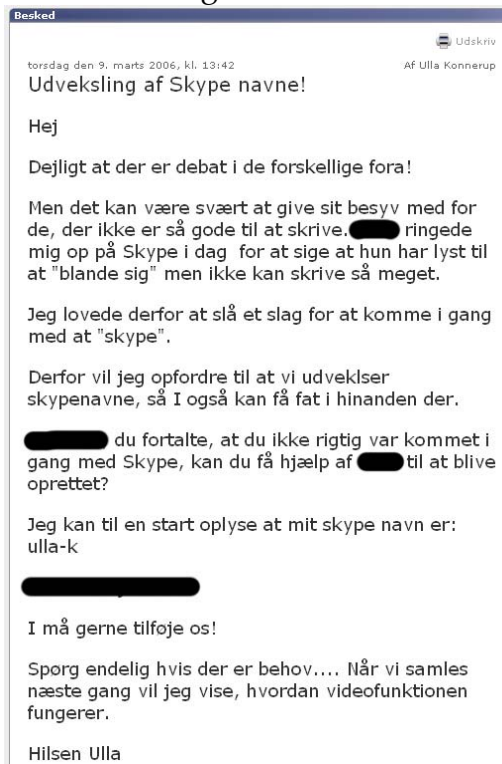 Besked
Udskriv
torsdag den 9. marts 2006, kl. 13:42
Af Ulla Konnerup
Udveksling af Skype navne!
Hej
Dejligt at der er debat i de forskellige fora!
Men det kan være svært at give sit besyv med for
de, der ikke er så gode til at skrive. ringede
mig op på Skype i dag for at sige at hun har lyst til
at "blande sig" men ikke kan skrive så meget.
Jeg lovede derfor at slå et slag for at komme i gang
med at "skype".
Derfor vil jeg opfordre til at vi udveklser
skypenavne, så I også kan få fat i hinanden der.
du fortalte, at du ikke rigtig var kommet i
gang med Skype, kan du få hjælp af til at blive
oprettet?
Jeg kan til en start oplyse at mit skype navn er:
ulla-k
I må gerne tilføje os!
Spørg endelig hvis der er behov.... Når vi samles
næste gang vil jeg vise, hvordan videofunktionen
fungerer.
Hilsen Ulla